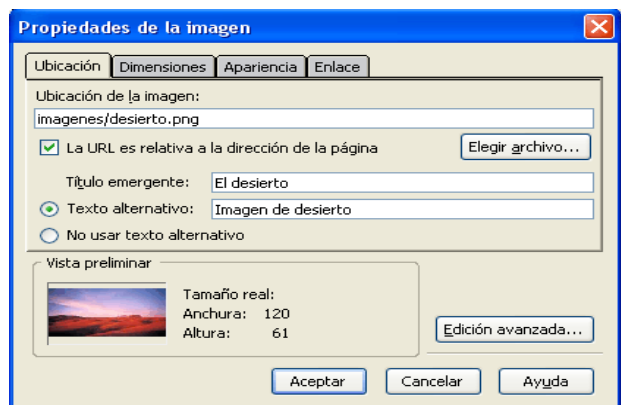 Propiedades de la imagen
Ubicación Dimensiones Apariencia Enlace
Ubicación de la imagen:
imagenes/desierto.png
La URL es relativa a la dirección de la página Elegir archivo...
Título emergente: El desierto
Texto alternativo: Imagen de desierto
No usar texto alternativo
Vista preliminar
Tamaño real:
Anchura: 120
Altura: 61
Edición avanzada...
Aceptar Cancelar Ayuda